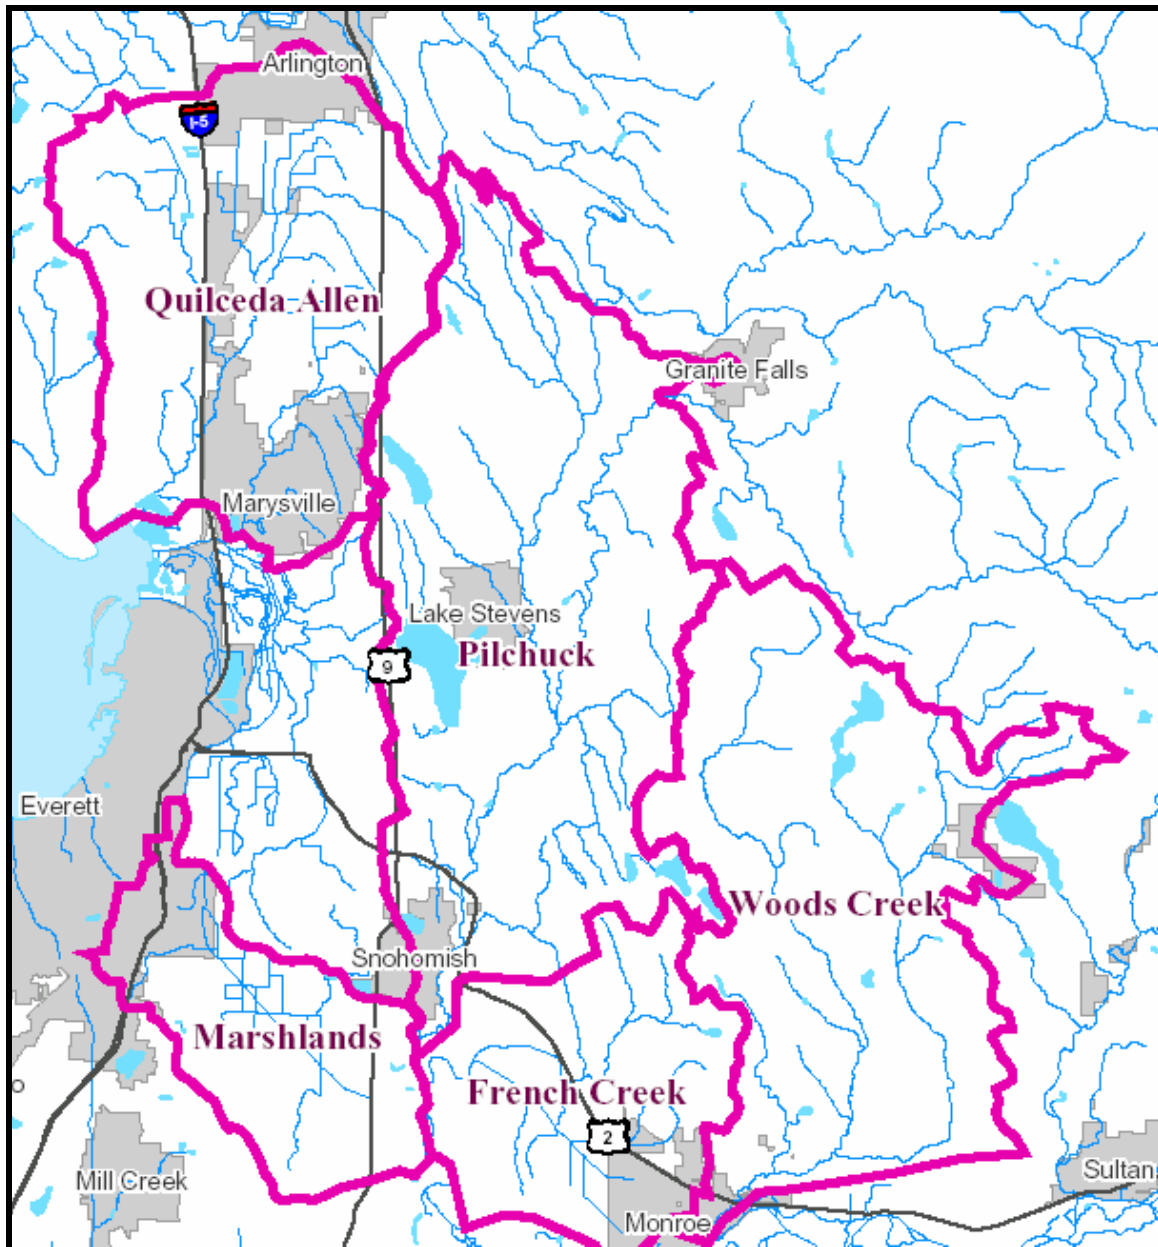 Arlington
I-5
Quilceda Allen
Granite Falls
Marysville
Lake Stevens
Pilchuck
9
Everett
Woods Creek
Snohomish
Marshlands
o
French Creek
2
Mill Creek
Sultan
Monroe